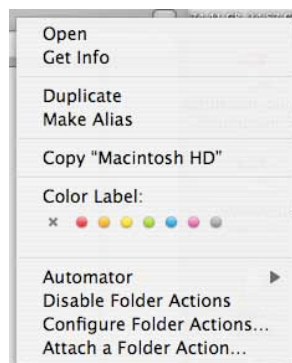 Open
Get Info
Duplicate
Make Alias
Copy “Macintosh HD”
Color Label:
Automator
Disable Folder Actions
Configure Folder Actions...
Attach a Folder Action...